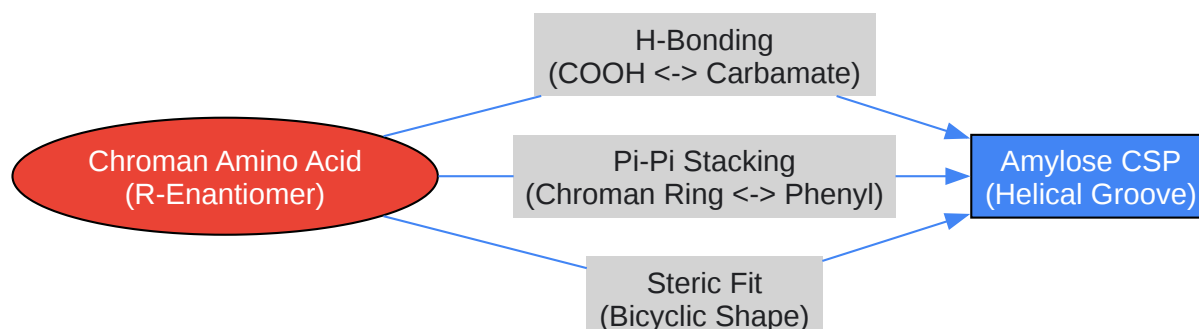 H-Bonding
(COOH <-> Carbamate)
Chroman Amino Acid
(R-Enantiomer)
Pi-Pi Stacking
(Chroman Ring <-> Phenyl)
Amylose CSP
(Helical Groove)
Steric Fit
(Bicyclic Shape)